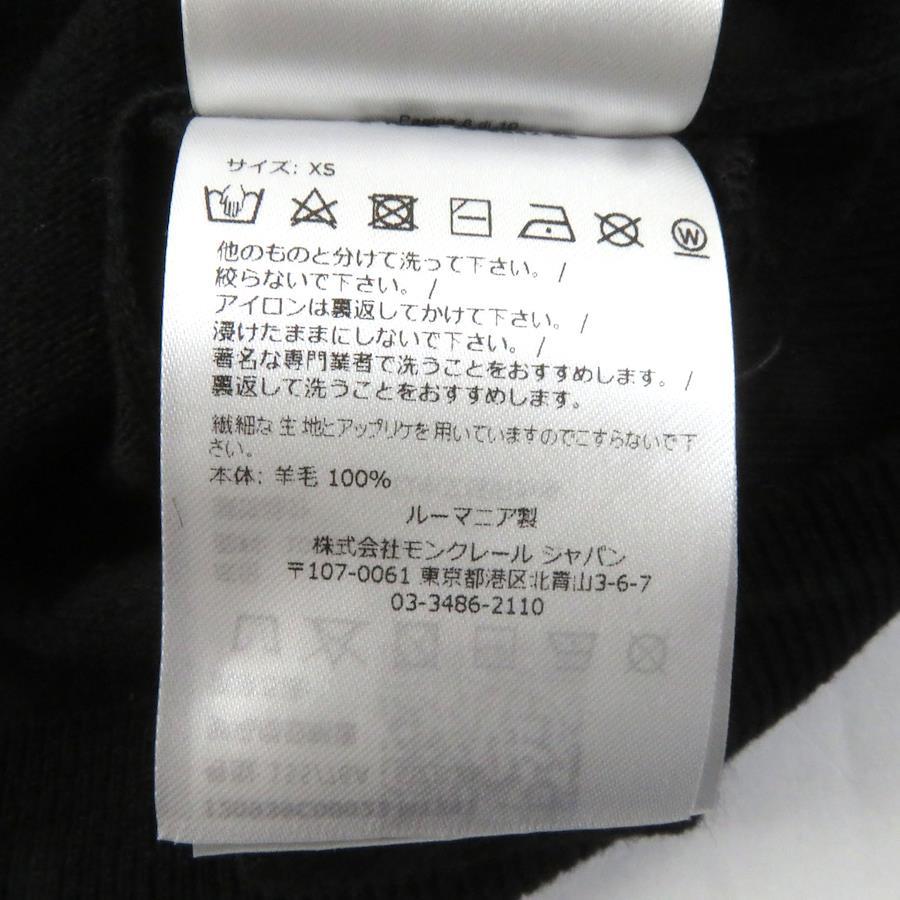 Pagina 6 di 10
サイズ: XS
W
他のものと分けて洗って下さい。 /
絞らないで下さい。 /
アイロンは裏返してかけて下さい。 /
浸けたままにしないで下さい。 /
著名な専門業者で洗うことをおすすめします。 /
裏返して洗うことをおすすめします。
繊細な生地とアップリケを用いていますのでこすらないで下
さい。
本体: 羊毛 100%
ルーマニア製
株式会社モンクレール ジャパン
〒107-0061 東京都港区北青山3-6-7
03-3486-2110